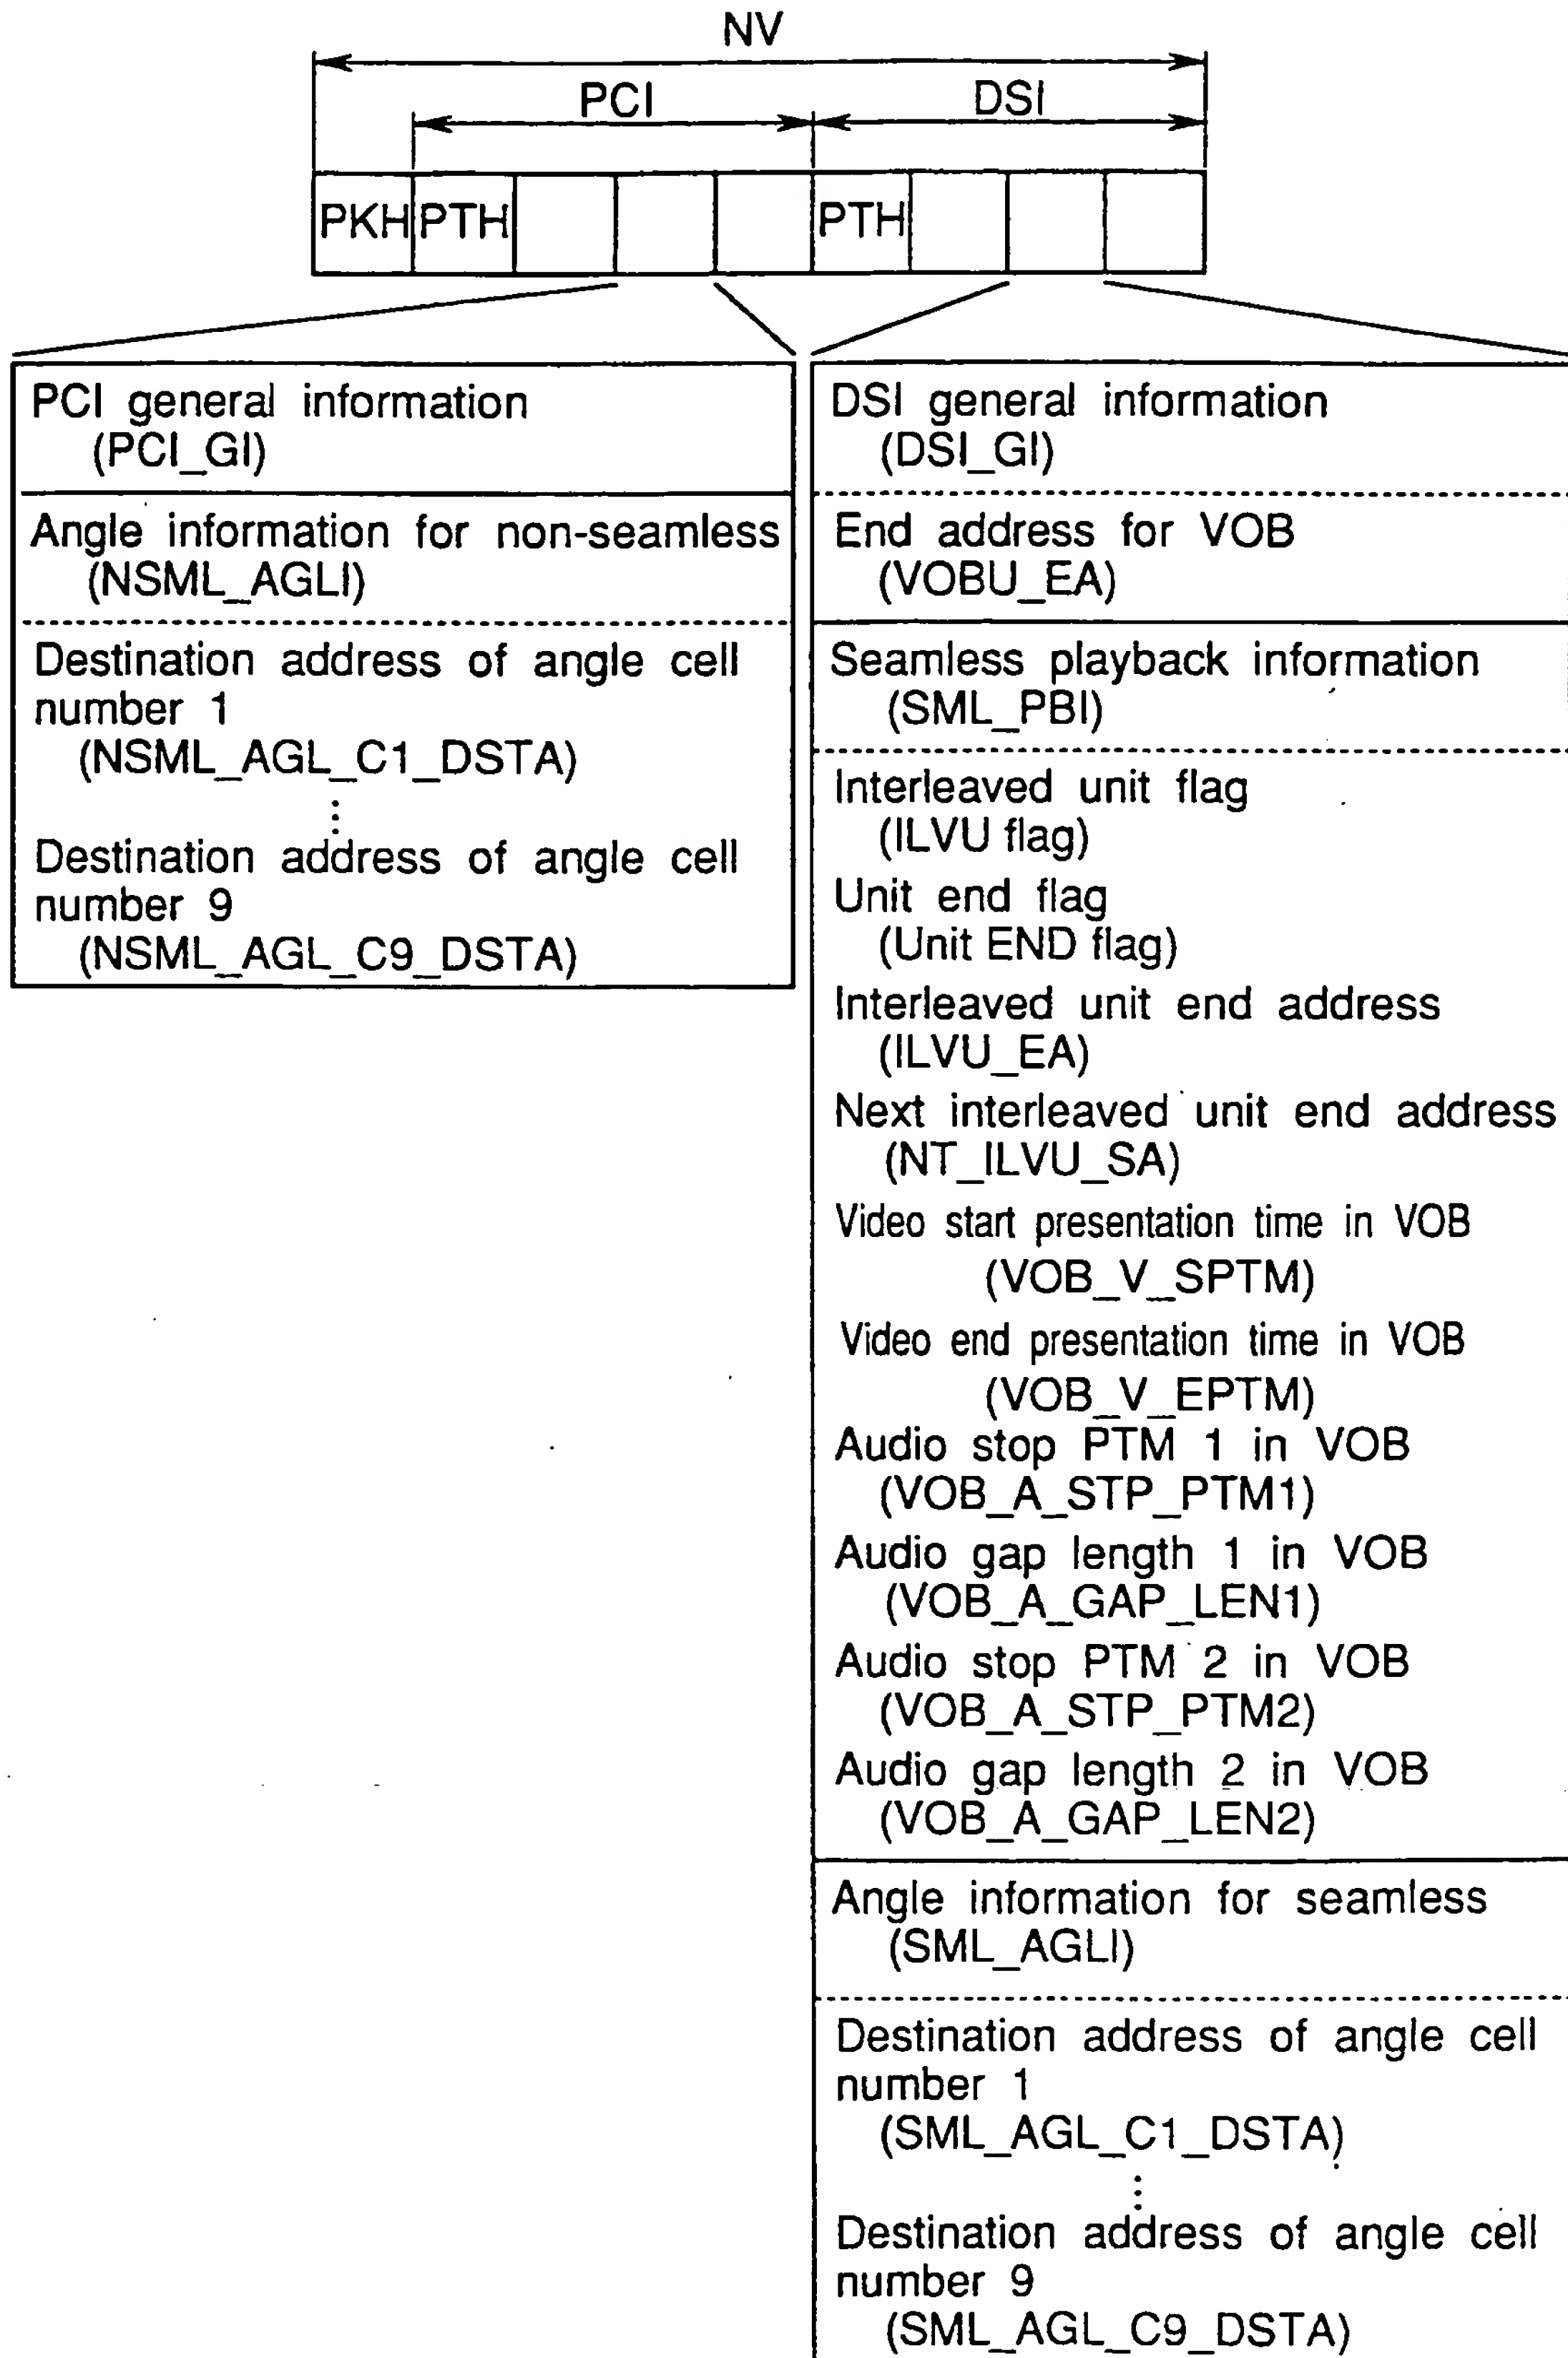 NV
PCI
DSI
PKH
PTH
PTH
PCI general information
(PCI_GI)
Angle information for non-seamless
(NSML_AGLI)
Destination address of angle cell
number 1
(NSML_AGL_C1_DSTA)
Destination address of angle cell
number 9
(NSML_AGL_C9_DSTA)
DSI general information
(DSI_GI)
End address for VOB
(VOBU_EA)
Seamless playback information
(SML_PBI)
Interleaved unit flag
(ILVU flag)
Unit end flag
(Unit END flag)
Interleaved unit end address
(ILVU_EA)
Next interleaved unit end address
(NT_ILVU_SA)
Video start presentation time in VOB
(VOB_V_SPTM)
Video end presentation time in VOB
(VOB_V_EPTM)
Audio stop PTM 1 in VOB
(VOB_A_STP_PTM1)
Audio gap length 1 in VOB
(VOB_A_GAP_LEN1)
Audio stop PTM 2 in VOB
(VOB_A_STP_PTM2)
Audio gap length 2 in VOB
(VOB_A_GAP_LEN2)
Angle information for seamless
(SML_AGLI)
Destination address of angle cell
number 1
(SML_AGL_C1_DSTA)
Destination address of angle cell
number 9
(SML_AGL_C9_DSTA)